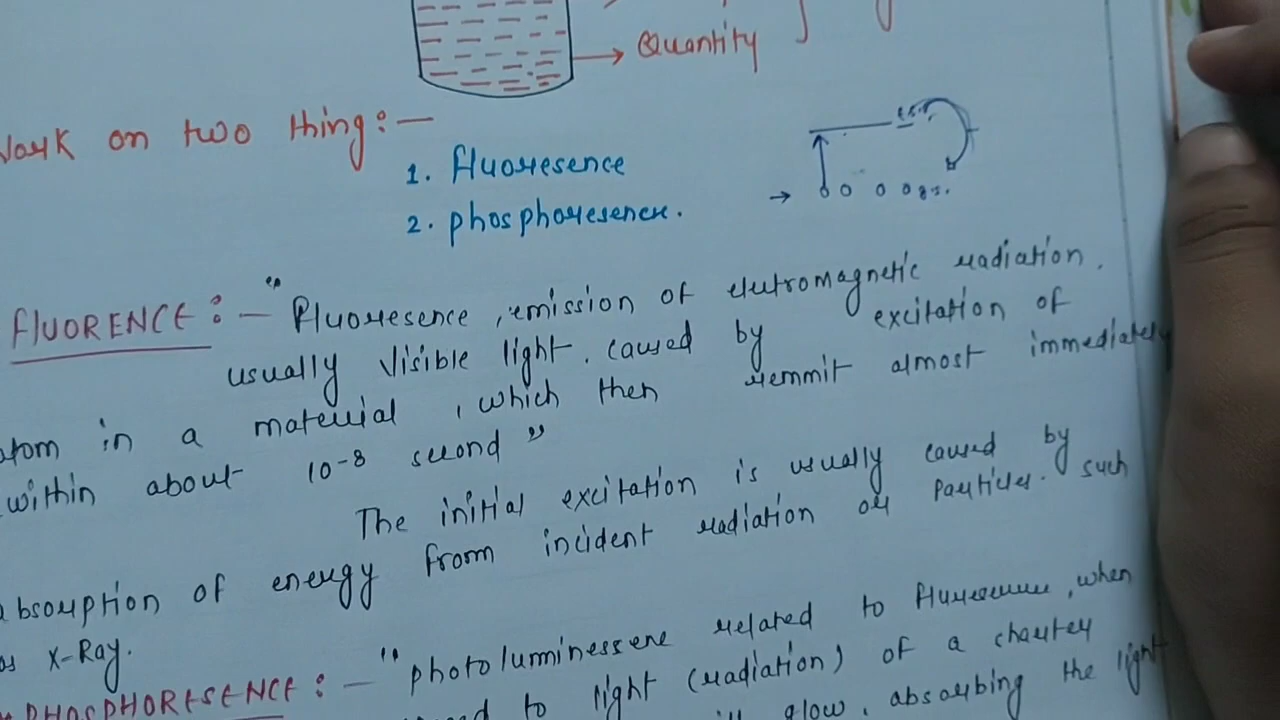 Quantity
Work on two thing:-
1. fluoresence
2. phosphoresence.
FlUORENCE:- "Fluoresence, emission of eletromagnetic radiation.
usually visible light. caused by excitation of
atom in a material, which then remmit almost immediately
within about 10-8 second"
The initial excitation is usually caused by
absorption of energy from incident radiation or Particles. such
as X-Ray.
PHOSPHORESENCE:- "photoluminessene related to fluoresence, when
to light (radiation) of a
glow. absorbing the light